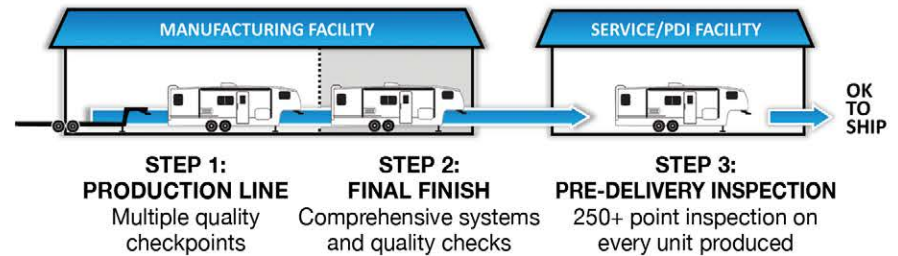 MANUFACTURING FACILITY
SERVICE/PDI FACILITY
OK
TO
SHIP
STEP 1:
PRODUCTION LINE
Multiple quality
checkpoints
STEP 2:
FINAL FINISH
Comprehensive systems
and quality checks
STEP 3:
PRE-DELIVERY INSPECTION
250+ point inspection on
every unit produced